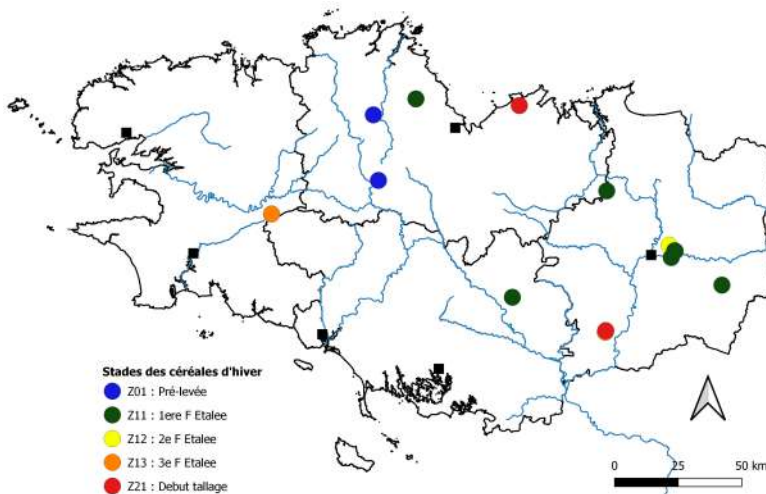 Stades des céréales d'hiver
Z01 : Pré-levée
Z11 : 1ere F Etalee
Z12 : 2e F Etalee
Z13 : 3e F Etalee
Z21 : Debut tallage
0 25 50 km